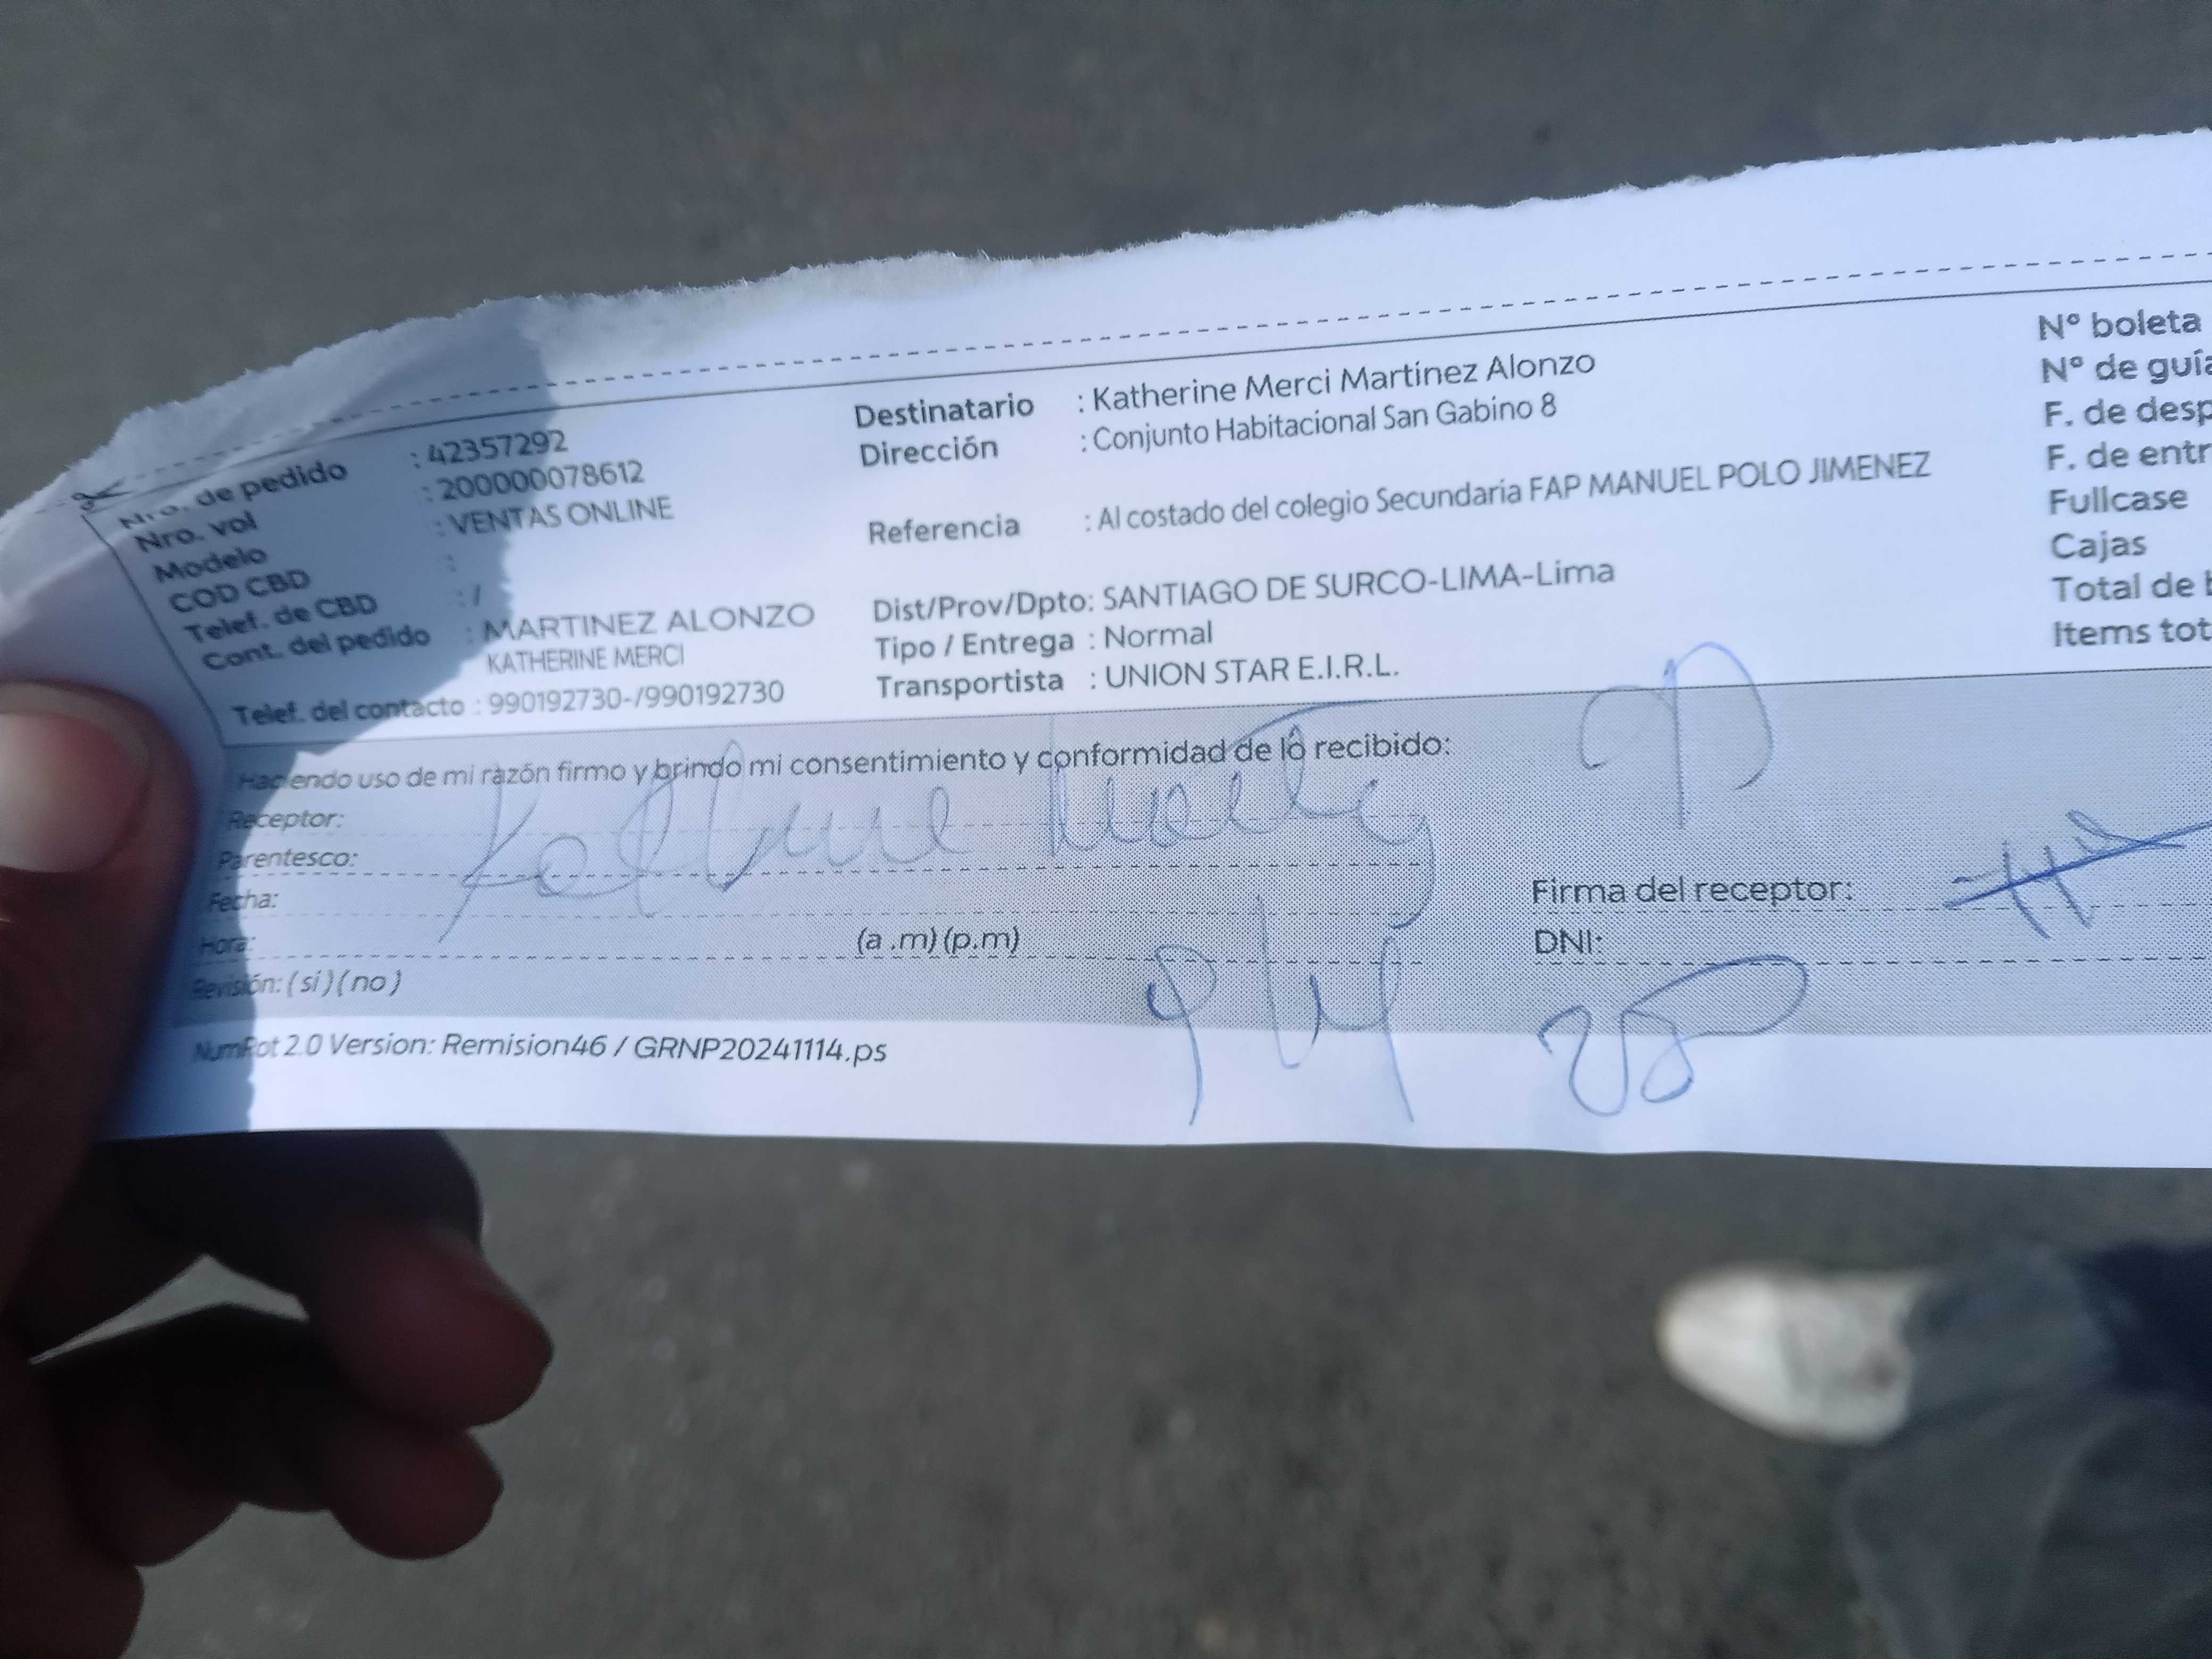 Nro. de pedido : 42357292
Nro. vol : 200000078612
Modelo : VENTAS ONLINE
COD CBD :
Telef. de CBD : /
Cont. del pedido : MARTINEZ ALONZO
KATHERINE MERCI
Telef. del contacto : 990192730-/990192730
Destinatario : Katherine Merci Martinez Alonzo
Dirección : Conjunto Habitacional San Gabino 8
Referencia : Al costado del colegio Secundaria FAP MANUEL POLO JIMENEZ
Dist/Prov/Dpto: SANTIAGO DE SURCO-LIMA-Lima
Tipo / Entrega : Normal
Transportista : UNION STAR E.I.R.L.
Nº boleta
Nº de guía
F. de desp
F. de entr
Fullcase
Cajas
Total de
Items tot
Haciendo uso de mi razón firmo y brindo mi consentimiento y conformidad de lo recibido:
Receptor:
Parentesco:
Fecha:
Hora: (a .m) (p.m)
Revisión: ( si ) ( no )
Firma del receptor:
DNI:
NumRot 2.0 Version: Remision46 / GRNP20241114.ps